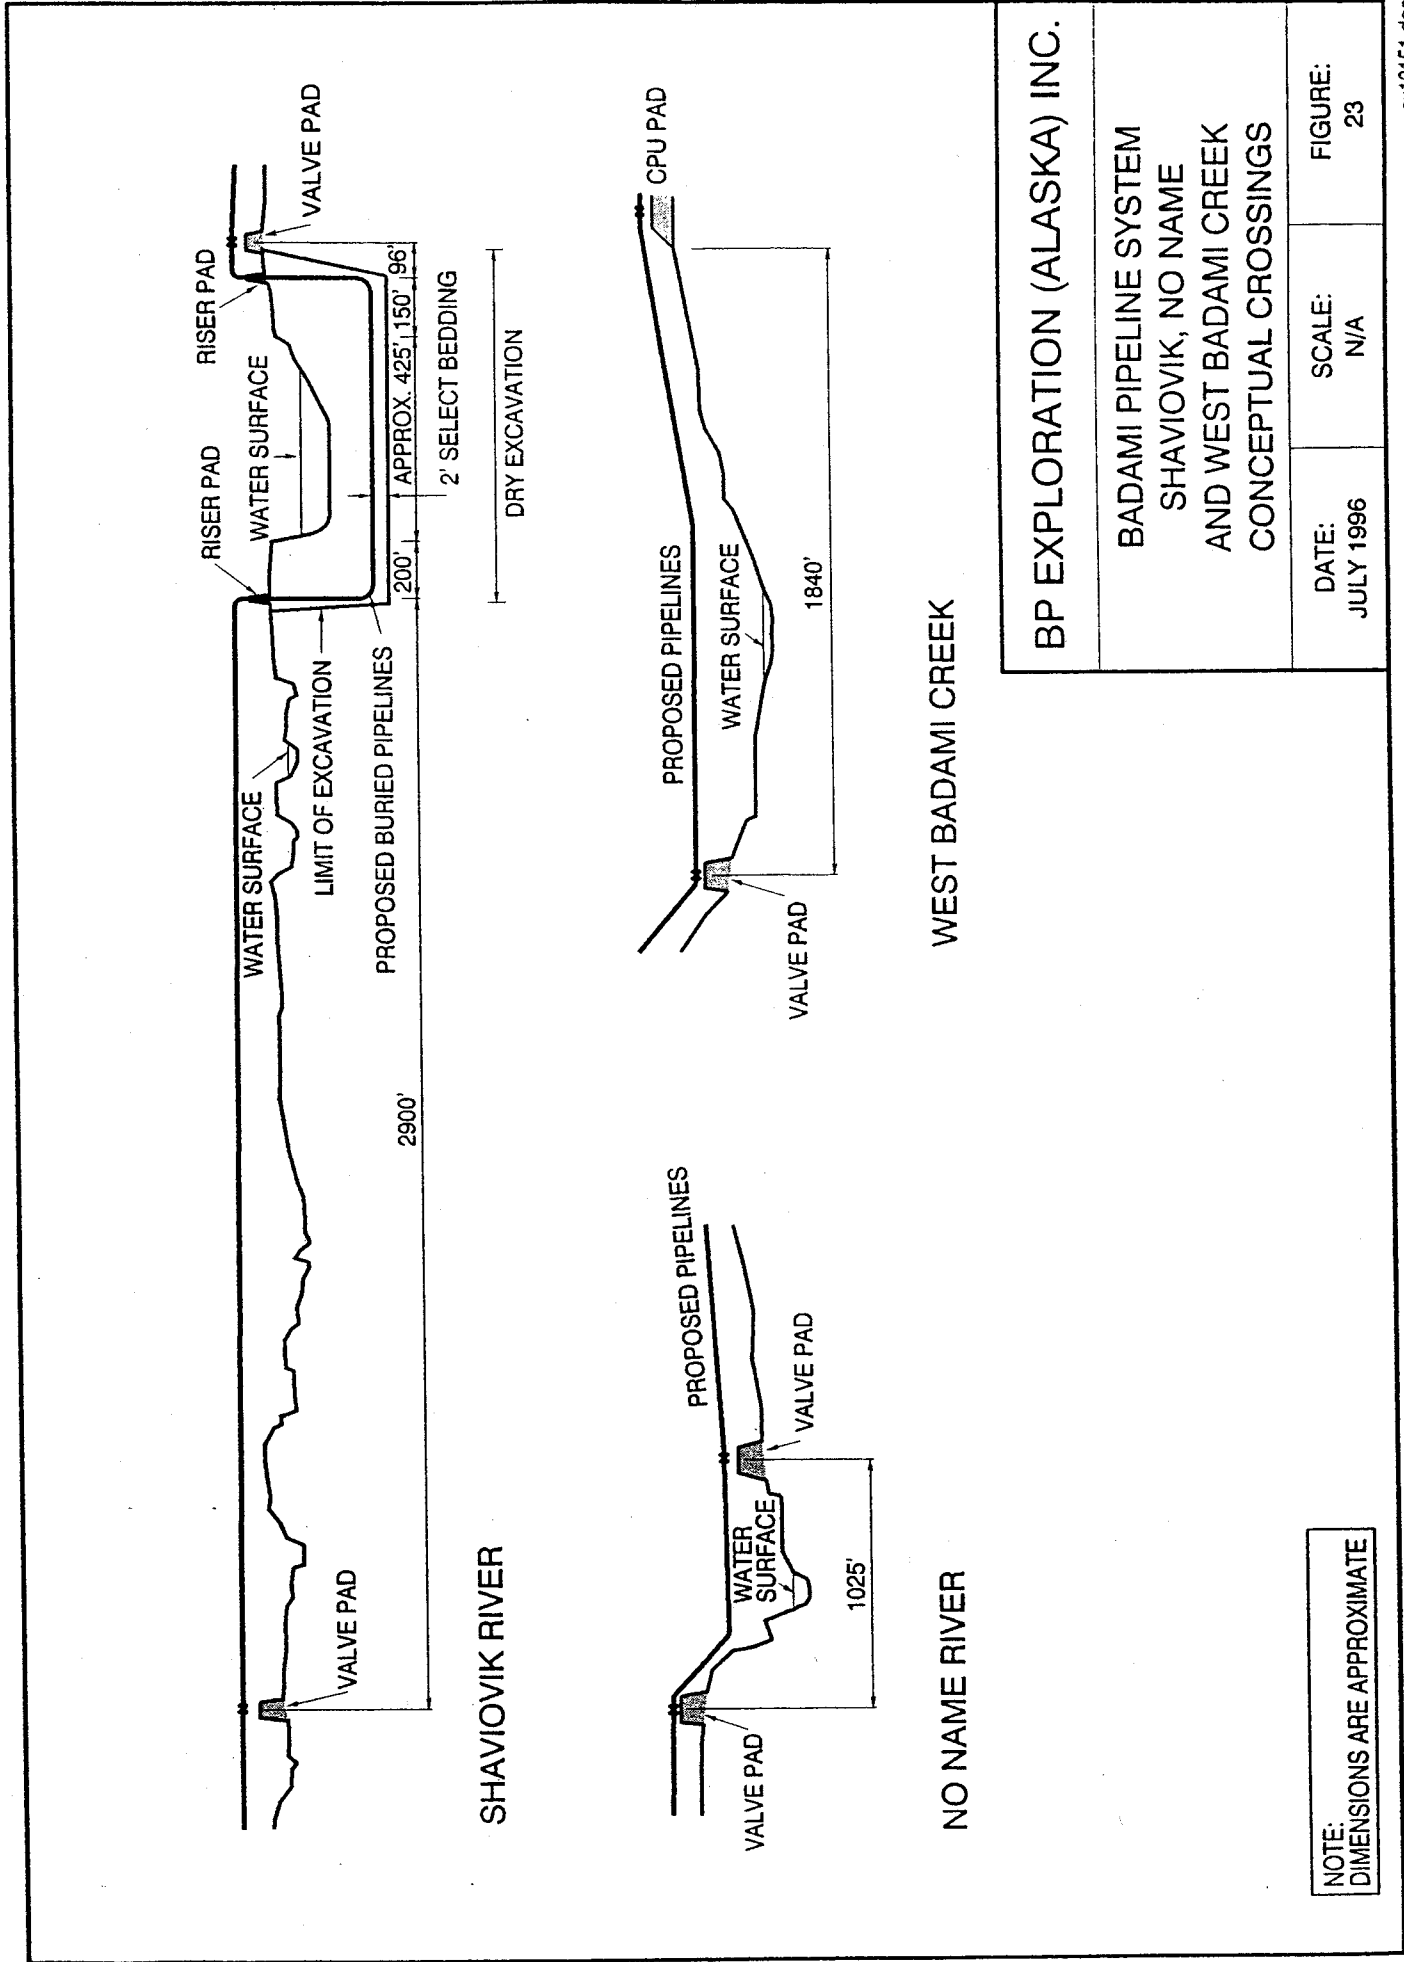 RISER PAD
RISER PAD
VALVE PAD
WATER SURFACE
WATER SURFACE
LIMIT OF EXCAVATION
PROPOSED BURIED PIPELINES
VALVE PAD
2900'
200'
APPROX. 425'
150'
96'
2' SELECT BEDDING
DRY EXCAVATION
SHAVIOVIK RIVER
PROPOSED PIPELINES
WATER
SURFACE
VALVE PAD
VALVE PAD
1025'
NO NAME RIVER
PROPOSED PIPELINES
WATER SURFACE
CPU PAD
VALVE PAD
1840'
WEST BADAMI CREEK
NOTE:
DIMENSIONS ARE APPROXIMATE
BP EXPLORATION (ALASKA) INC.
BADAMI PIPELINE SYSTEM
SHAVIOVIK, NO NAME
AND WEST BADAMI CREEK
CONCEPTUAL CROSSINGS
DATE:
JULY 1996
SCALE:
N/A
FIGURE:
23